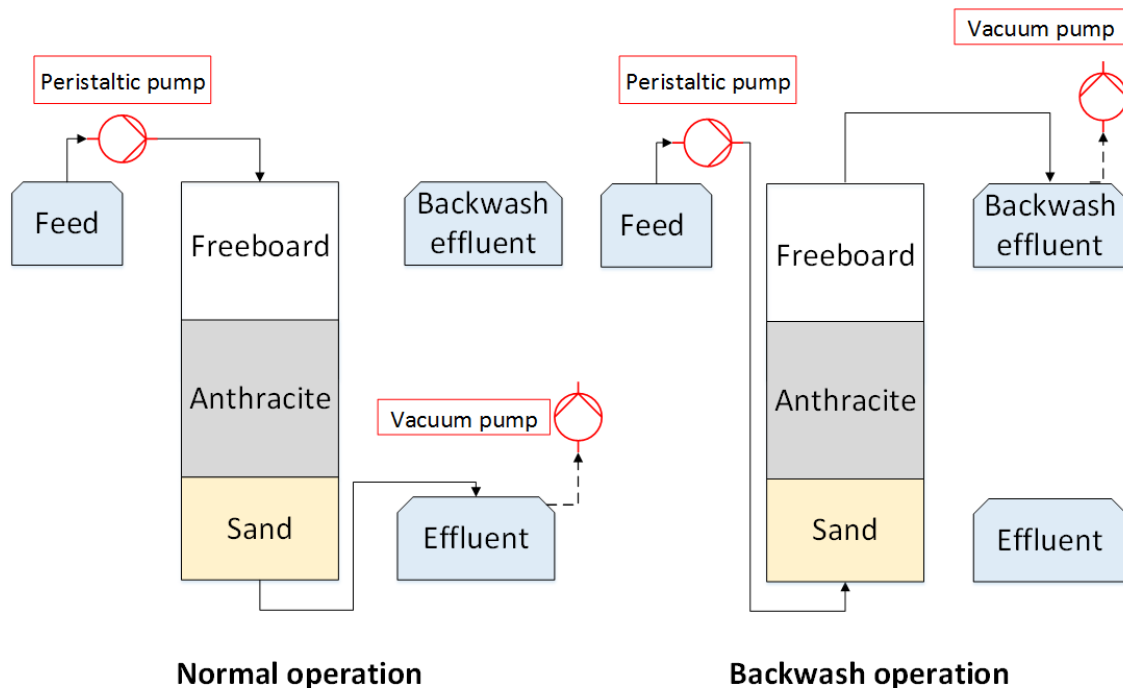 Peristaltic pump
Feed
Freeboard
Backwash
effluent
Anthracite
Vacuum pump
Sand
Effluent
Normal operation
Vacuum pump
Peristaltic pump
Feed
Freeboard
Backwash
effluent
Anthracite
Sand
Effluent
Backwash operation